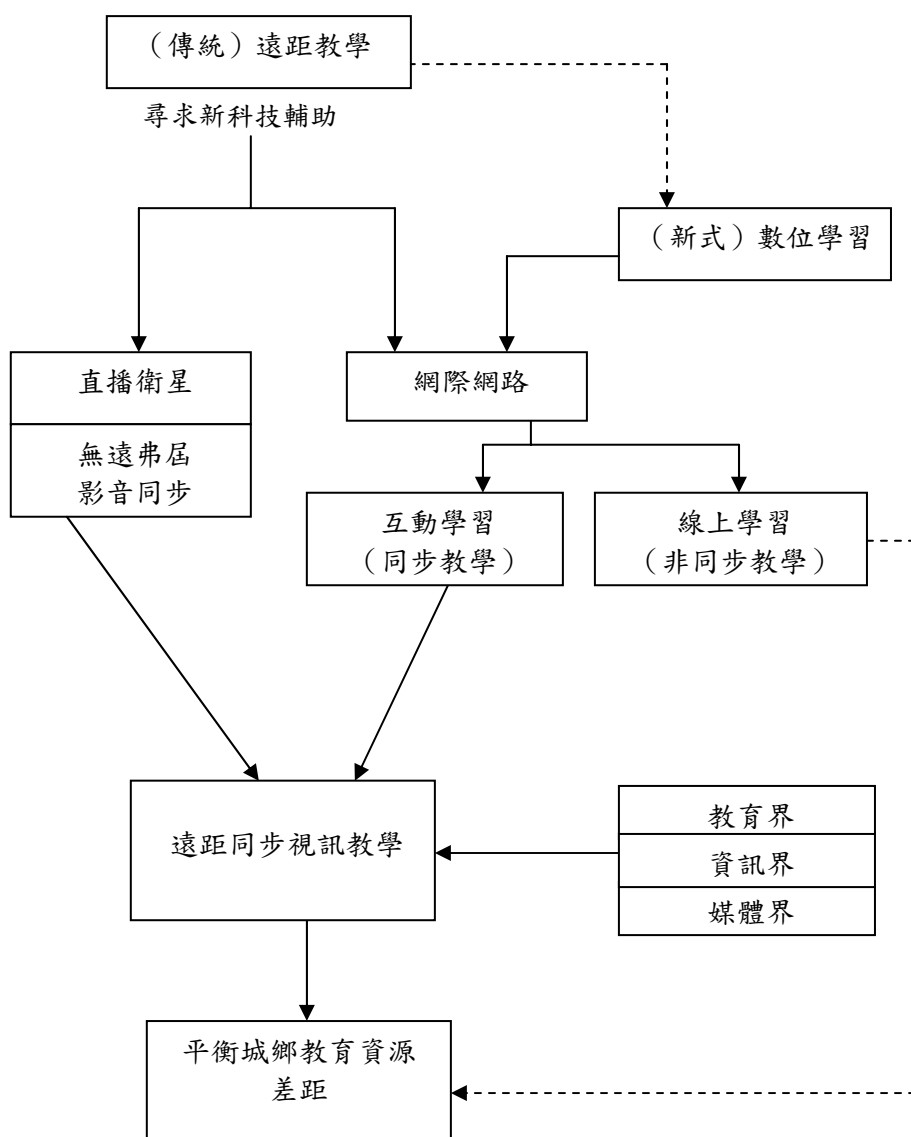 （傳統）遠距教學
尋求新科技輔助
（新式）數位學習
直播衛星
網際網路
無遠弗屆
影音同步
互動學習
（同步教學）
線上學習
（非同步教學）
遠距同步視訊教學
教育界
資訊界
媒體界
平衡城鄉教育資源
差距